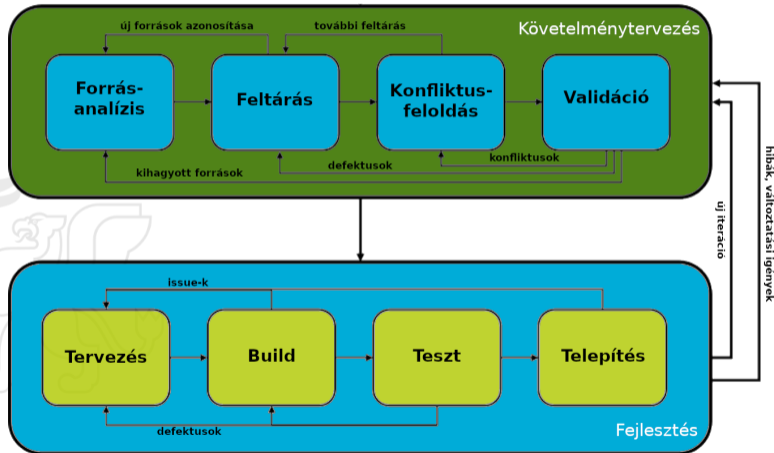 Követelménytervezés
új források azonosítása
további feltárás
Forrás-
analízis
Feltárás
Konfliktus-
feloldás
Validáció
konfliktusok
defektusok
kihagyott források
új iteráció
hibák, változtatási igények
issue-k
Tervezés
Build
Teszt
Telepítés
defektusok
Fejlesztés